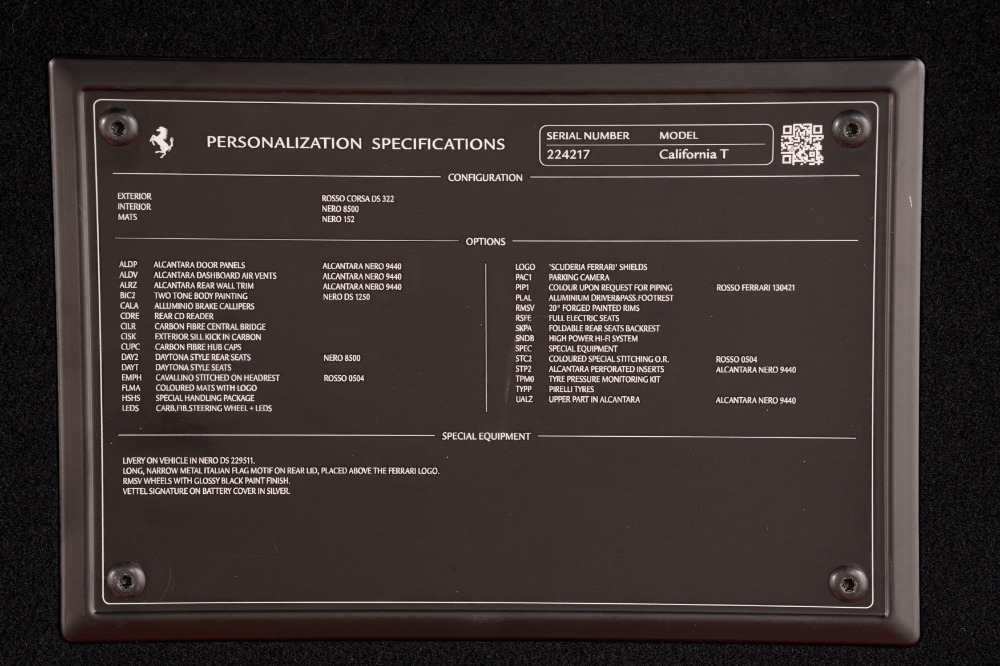 PERSONALIZATION SPECIFICATIONS
SERIAL NUMBER MODEL
224217 California T
CONFIGURATION
EXTERIOR ROSSO CORSA DS 322
INTERIOR NERO 8500
MATS NERO 152
OPTIONS
ALDP ALCANTARA DOOR PANELS ALCANTARA NERO 9440
ALDV ALCANTARA DASHBOARD AIR VENTS ALCANTARA NERO 9440
ALRZ ALCANTARA REAR WALL TRIM ALCANTARA NERO 9440
BIC2 TWO TONE BODY PAINTING NERO DS 1250
CALA ALLUMINIO BRAKE CALLIPERS
CDRE REAR CD READER
CILR CARBON FIBRE CENTRAL BRIDGE
CISK EXTERIOR SILL KICK IN CARBON
CUPC CARBON FIBRE HUB CAPS
DAY2 DAYTONA STYLE REAR SEATS NERO 8500
DAYT DAYTONA STYLE SEATS
EMPH CAVALLINO STITCHED ON HEADREST ROSSO 0504
FLMA COLOURED MATS WITH LOGO
HSHS SPECIAL HANDLING PACKAGE
LEDS CARB.FIB.STEERING WHEEL + LEDS
LOGO 'SCUDERIA FERRARI' SHIELDS
PAC1 PARKING CAMERA
PIP1 COLOUR UPON REQUEST FOR PIPING ROSSO FERRARI 130421
PLAL ALUMINIUM DRIVER&PASS.FOOTREST
RMSV 20" FORGED PAINTED RIMS
RSFE FULL ELECTRIC SEATS
SKPA FOLDABLE REAR SEATS BACKREST
SNDB HIGH POWER HI-FI SYSTEM
SPEC SPECIAL EQUIPMENT
STC2 COLOURED SPECIAL STITCHING O.R. ROSSO 0504
STP2 ALCANTARA PERFORATED INSERTS ALCANTARA NERO 9440
TPM0 TYRE PRESSURE MONITORING KIT
TYPP PIRELLI TYRES
UALZ UPPER PART IN ALCANTARA ALCANTARA NERO 9440
SPECIAL EQUIPMENT
LIVERY ON VEHICLE IN NERO DS 229511.
LONG, NARROW METAL ITALIAN FLAG MOTIF ON REAR LID, PLACED ABOVE THE FERRARI LOGO.
RMSV WHEELS WITH GLOSSY BLACK PAINT FINISH.
VETTEL SIGNATURE ON BATTERY COVER IN SILVER.